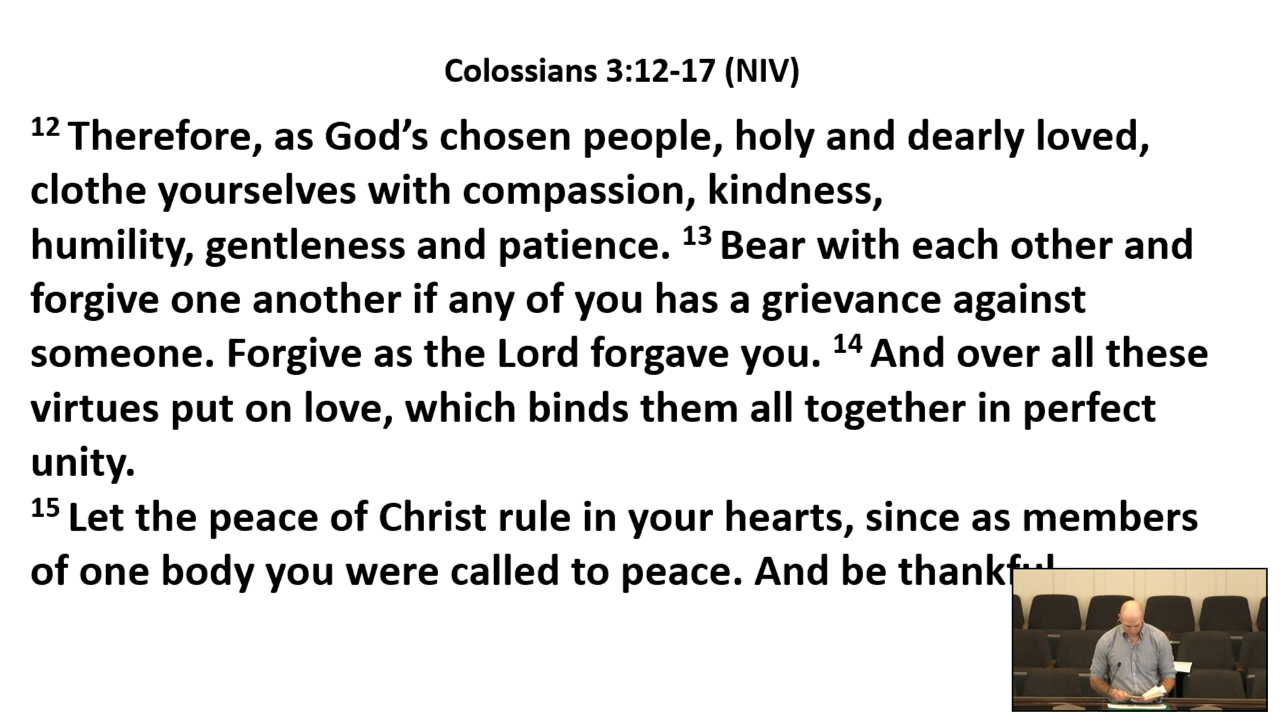 Colossians 3:12-17 (NIV)
12 Therefore, as God’s chosen people, holy and dearly loved,
clothe yourselves with compassion, kindness,
humility, gentleness and patience. 13 Bear with each other and
forgive one another if any of you has a grievance against
someone. Forgive as the Lord forgave you. 14 And over all these
virtues put on love, which binds them all together in perfect
unity.
15 Let the peace of Christ rule in your hearts, since as members
of one body you were called to peace. And be thankful